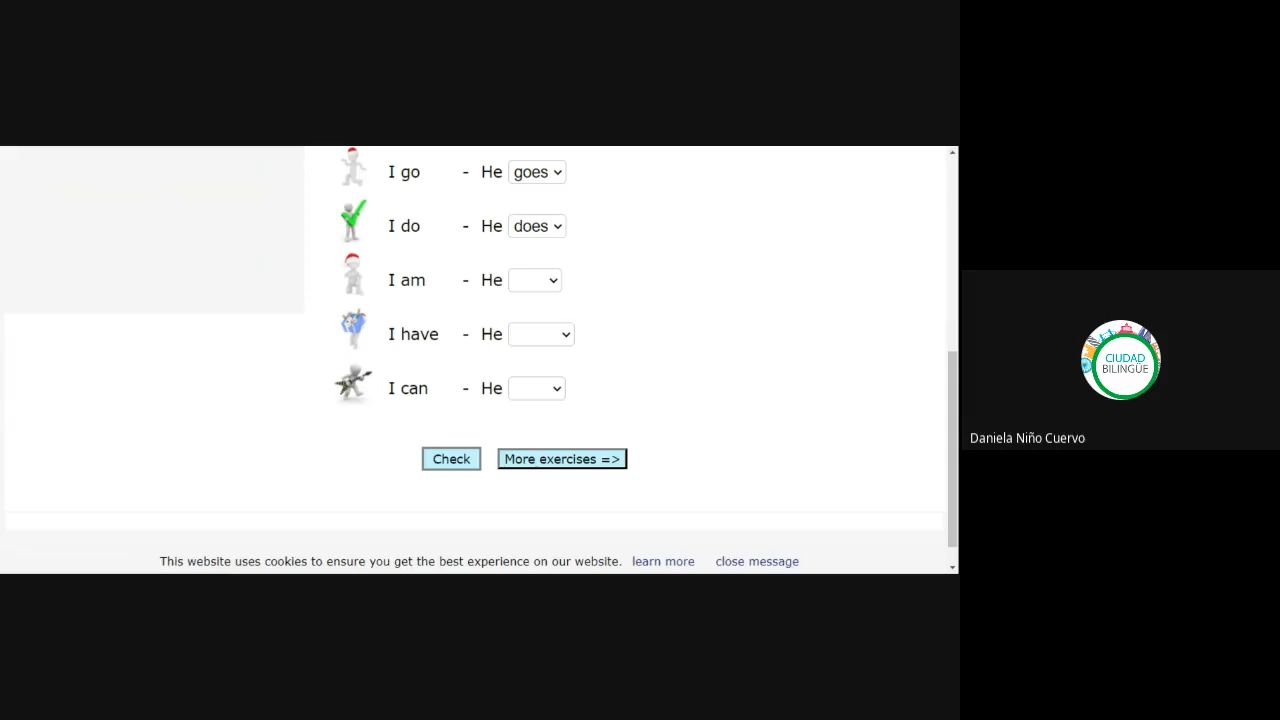 I go - He goes
I do - He does
I am - He
I have - He
I can - He
Check More exercises =>
This website uses cookies to ensure you get the best experience on our website. learn more close message
CIUDAD
BILINGÜE
Daniela Niño Cuervo